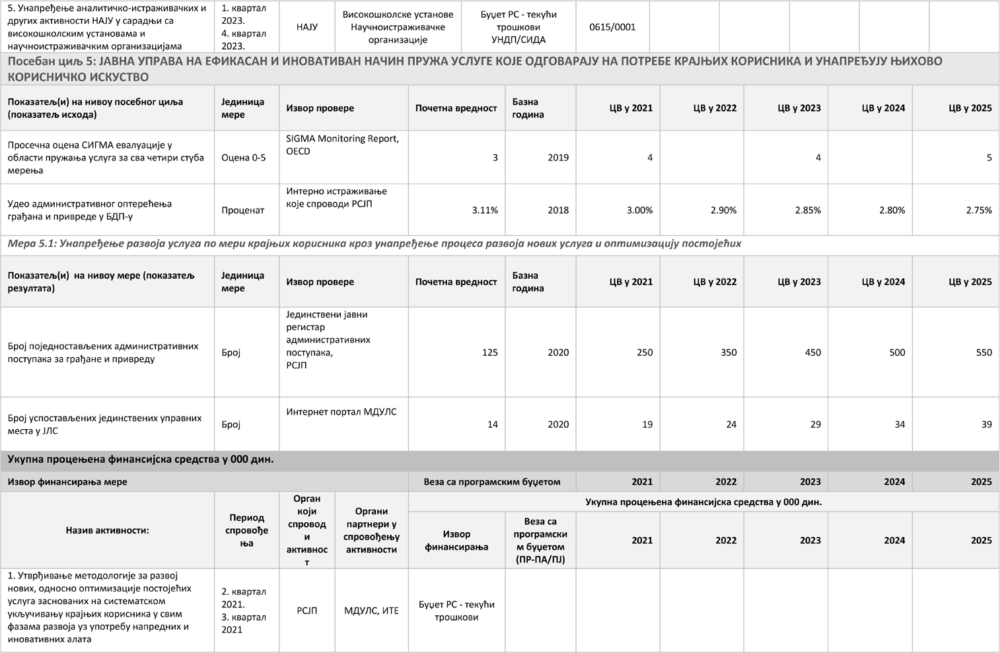 5. Унапређење аналитичко-истраживачких и
других активности НАЈУ у сарадњи са
високошколским установама и
научноистраживачким организацијама
1. квартал
2023.
4. квартал
2023.
НАЈУ
Високошколске установе
Научноистраживачке
организације
Буџет РС - текући
трошкови
УНДП/СИДА
0615/0001
Посебан циљ 5: ЈАВНА УПРАВА НА ЕФИКАСАН И ИНОВАТИВАН НАЧИН ПРУЖА УСЛУГЕ КОЈЕ ОДГОВАРАЈУ НА ПОТРЕБЕ КРАЈЊИХ КОРИСНИКА И УНАПРЕЂУЈУ ЊИХОВО
КОРИСНИЧКО ИСКУСТВО
Показатељ(и) на нивоу посебног циља
(показатељ исхода)
Јединица
мере
Извор провере
Почетна вредност
Базна
година
ЦВ у 2021
ЦВ у 2022
ЦВ у 2023
ЦВ у 2024
ЦВ у 2025
Просечна оцена СИГМА евалуације у
области пружања услуга за сва четири стуба
мерења
Оцена 0-5
SIGMA Monitoring Report,
OECD
3
2019
4
4
5
Удео административног оптерећења
грађана и привреде у БДП-у
Проценат
Интерно истраживање
које спроводи РСЈП
3.11%
2018
3.00%
2.90%
2.85%
2.80%
2.75%
Мера 5.1: Унапређење развоја услуга по мери крајњих корисника кроз унапређење процеса развоја нових услуга и оптимизацију постојећих
Показатељ(и) на нивоу мере (показатељ
резултата)
Јединица
мере
Извор провере
Почетна вредност
Базна
година
ЦВ у 2021
ЦВ у 2022
ЦВ у 2023
ЦВ у 2024
ЦВ у 2025
Број поједностављених административних
поступака за грађане и привреду
Број
Јединствени јавни
регистар
административних
поступака,
РСЈП
125
2020
250
350
450
500
550
Број успостављених јединствених управних
места у ЈЛС
Број
Интернет портал МДУЛС
14
2020
19
24
29
34
39
Укупна процењена финансијска средства у 000 дин.
Извор финансирања мере
Веза са програмским буџетом
2021
2022
2023
2024
2025
Назив активности:
Период
спровође
ња
Орган
који
спровод
и
активнос
т
Органи
партнери у
спровођењу
активности
Укупна процењена финансијска средства у 000 дин.
Извор
финансирања
Веза са
програмски
м буџетом
(ПР-ПА/ПЈ)
2021
2022
2023
2024
2025
1. Утврђивање методологије за развој
нових, односно оптимизације постојећих
услуга заснованих на систематском
укључивању крајњих корисника у свим
фазама развоја уз употребу напредних и
иновативних алата
2. квартал
2021.
3. квартал
2021
РСЈП
МДУЛС, ИТЕ
Буџет РС - текући
трошкови